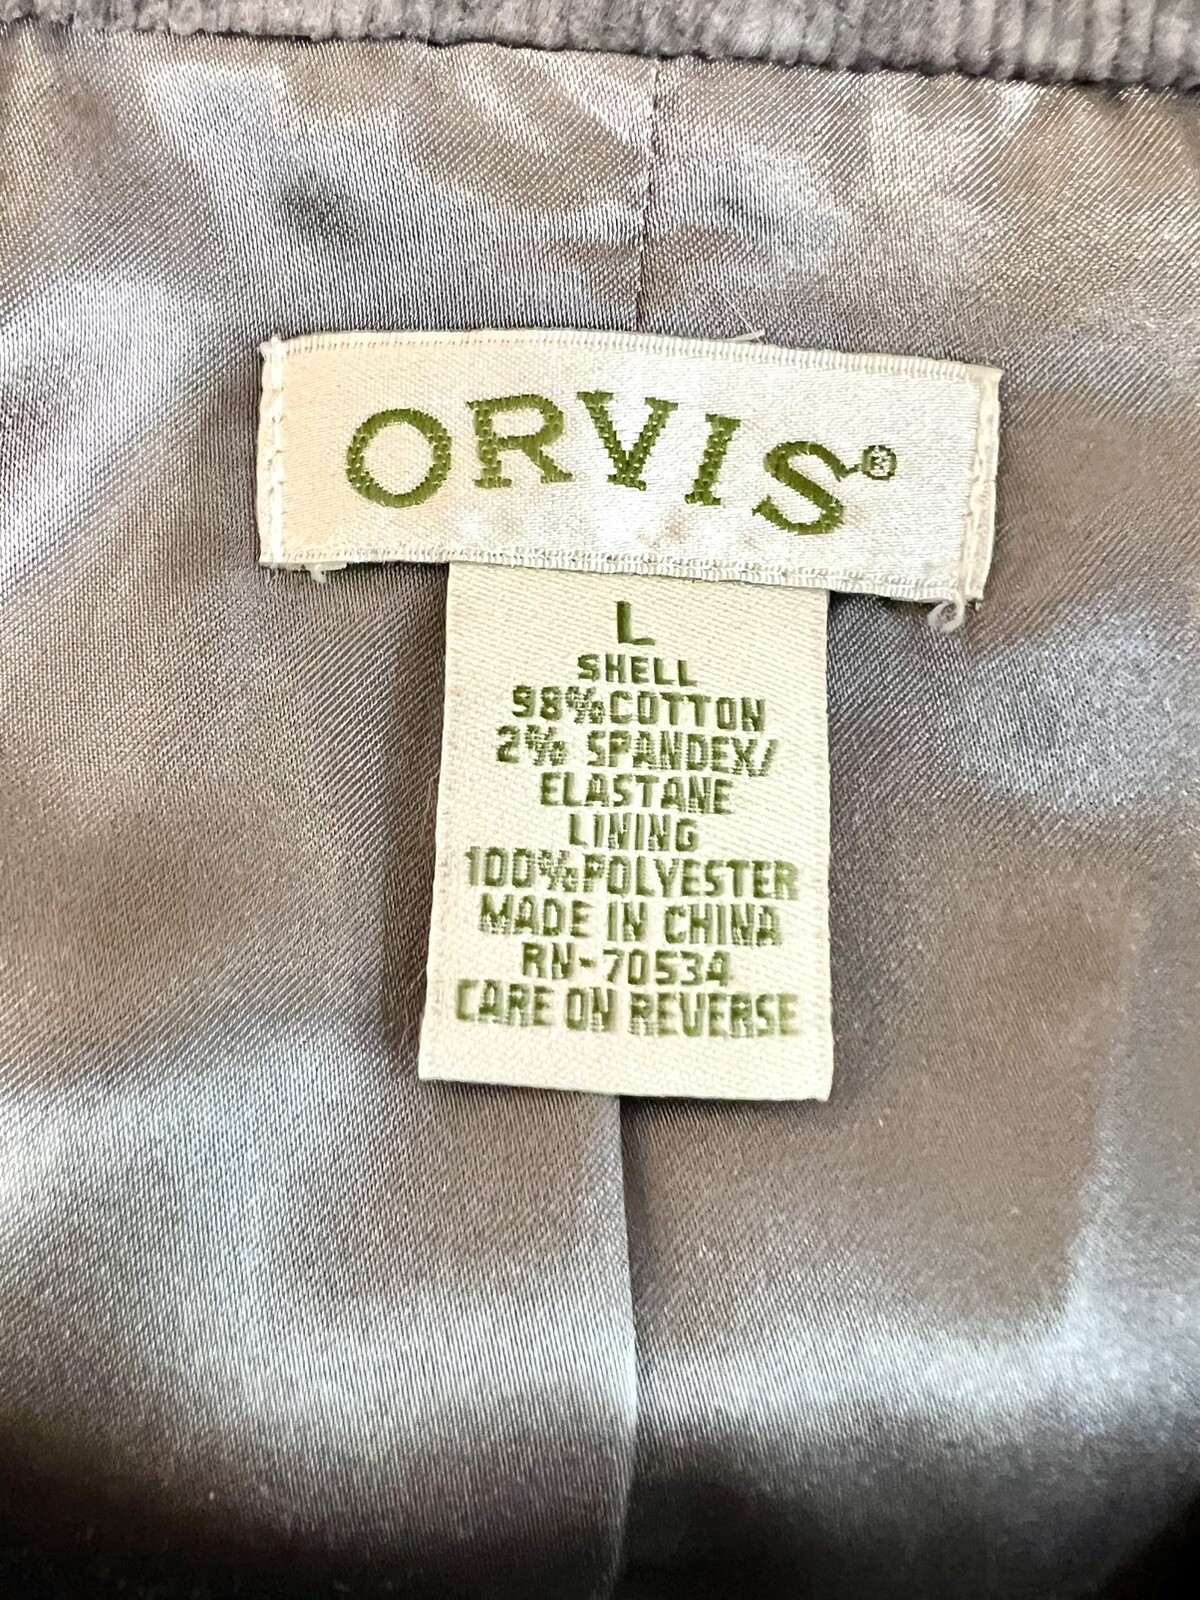 ORVIS®
L
SHELL
98%COTTON
2% SPANDEX/
ELASTANE
LINING
100%POLYESTER
MADE IN CHINA
RN-70534
CARE ON REVERSE